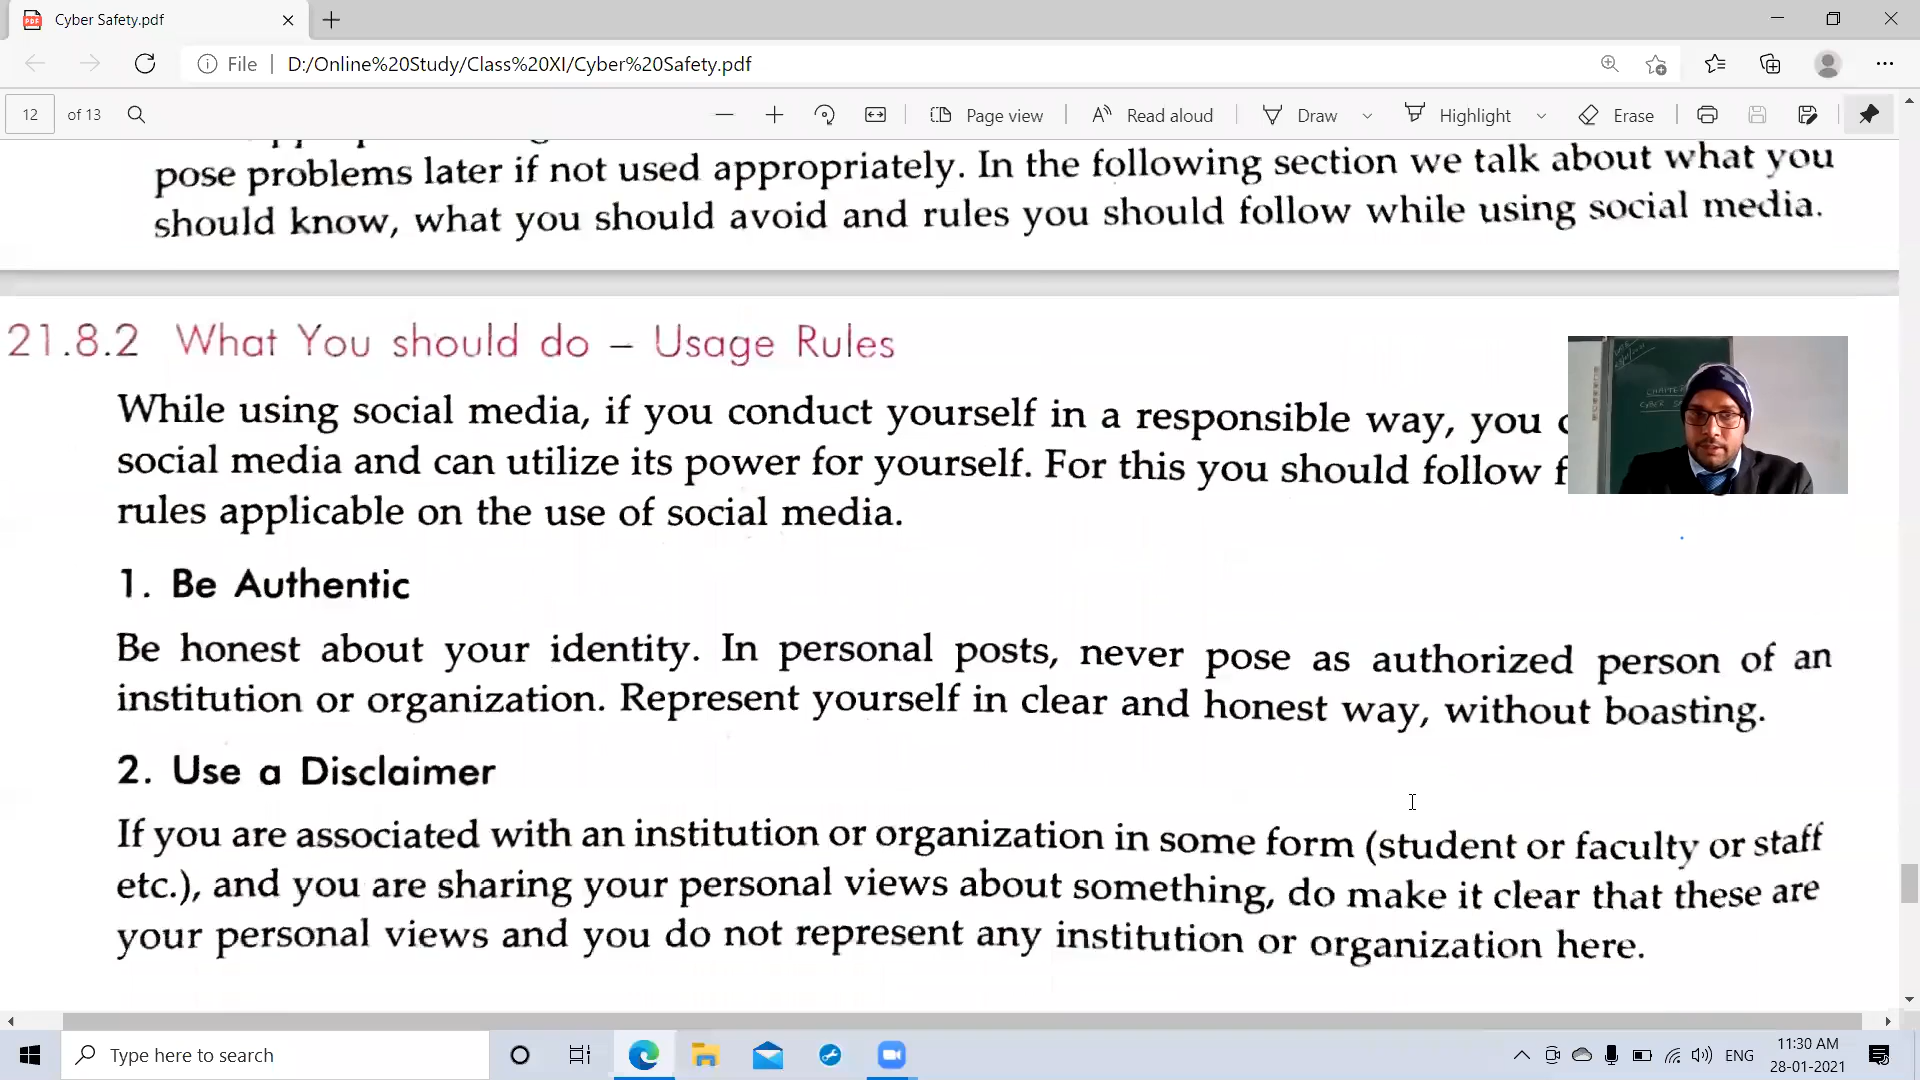 Cyber Safety.pdf
File
D:/Online%20Study/Class%20XI/Cyber%20Safety.pdf
12 of 13
Page view
Read aloud
Draw
Highlight
Erase
pose problems later if not used appropriately. In the following section we talk about what you
should know, what you should avoid and rules you should follow while using social media.
21.8.2 What You should do – Usage Rules
While using social media, if you conduct yourself in a responsible way, you
social media and can utilize its power for yourself. For this you should follow
rules applicable on the use of social media.
1. Be Authentic
Be honest about your identity. In personal posts, never pose as authorized person of an
institution or organization. Represent yourself in clear and honest way, without boasting.
2. Use a Disclaimer
If you are associated with an institution or organization in some form (student or faculty or staff
etc.), and you are sharing your personal views about something, do make it clear that these are
your personal views and you do not represent any institution or organization here.
Type here to search
ENG
11:30 AM
28-01-2021